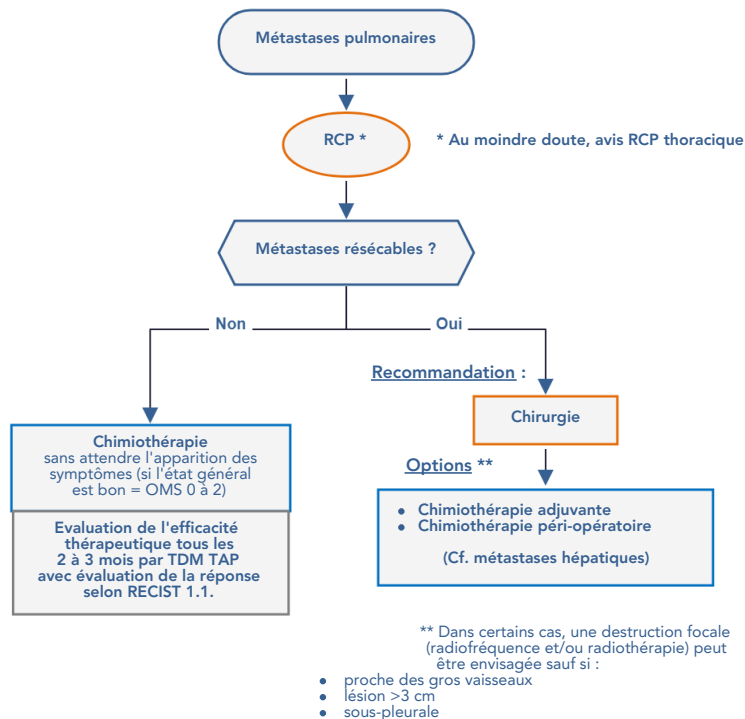 Métastases pulmonaires
RCP *
* Au moindre doute, avis RCP thoracique
Métastases résécables ?
Non
Oui
Recommandation :
Chirurgie
Chimiothérapie
sans attendre l'apparition des
symptômes (si l'état général
est bon = OMS 0 à 2)
Evaluation de l'efficacité
thérapeutique tous les
2 à 3 mois par TDM TAP
avec évaluation de la réponse
selon RECIST 1.1.
Options **
• Chimiothérapie adjuvante
• Chimiothérapie péri-opératoire
(Cf. métastases hépatiques)
** Dans certains cas, une destruction focale
(radiofréquence et/ou radiothérapie) peut
être envisagée sauf si :
• proche des gros vaisseaux
• lésion >3 cm
• sous-pleurale